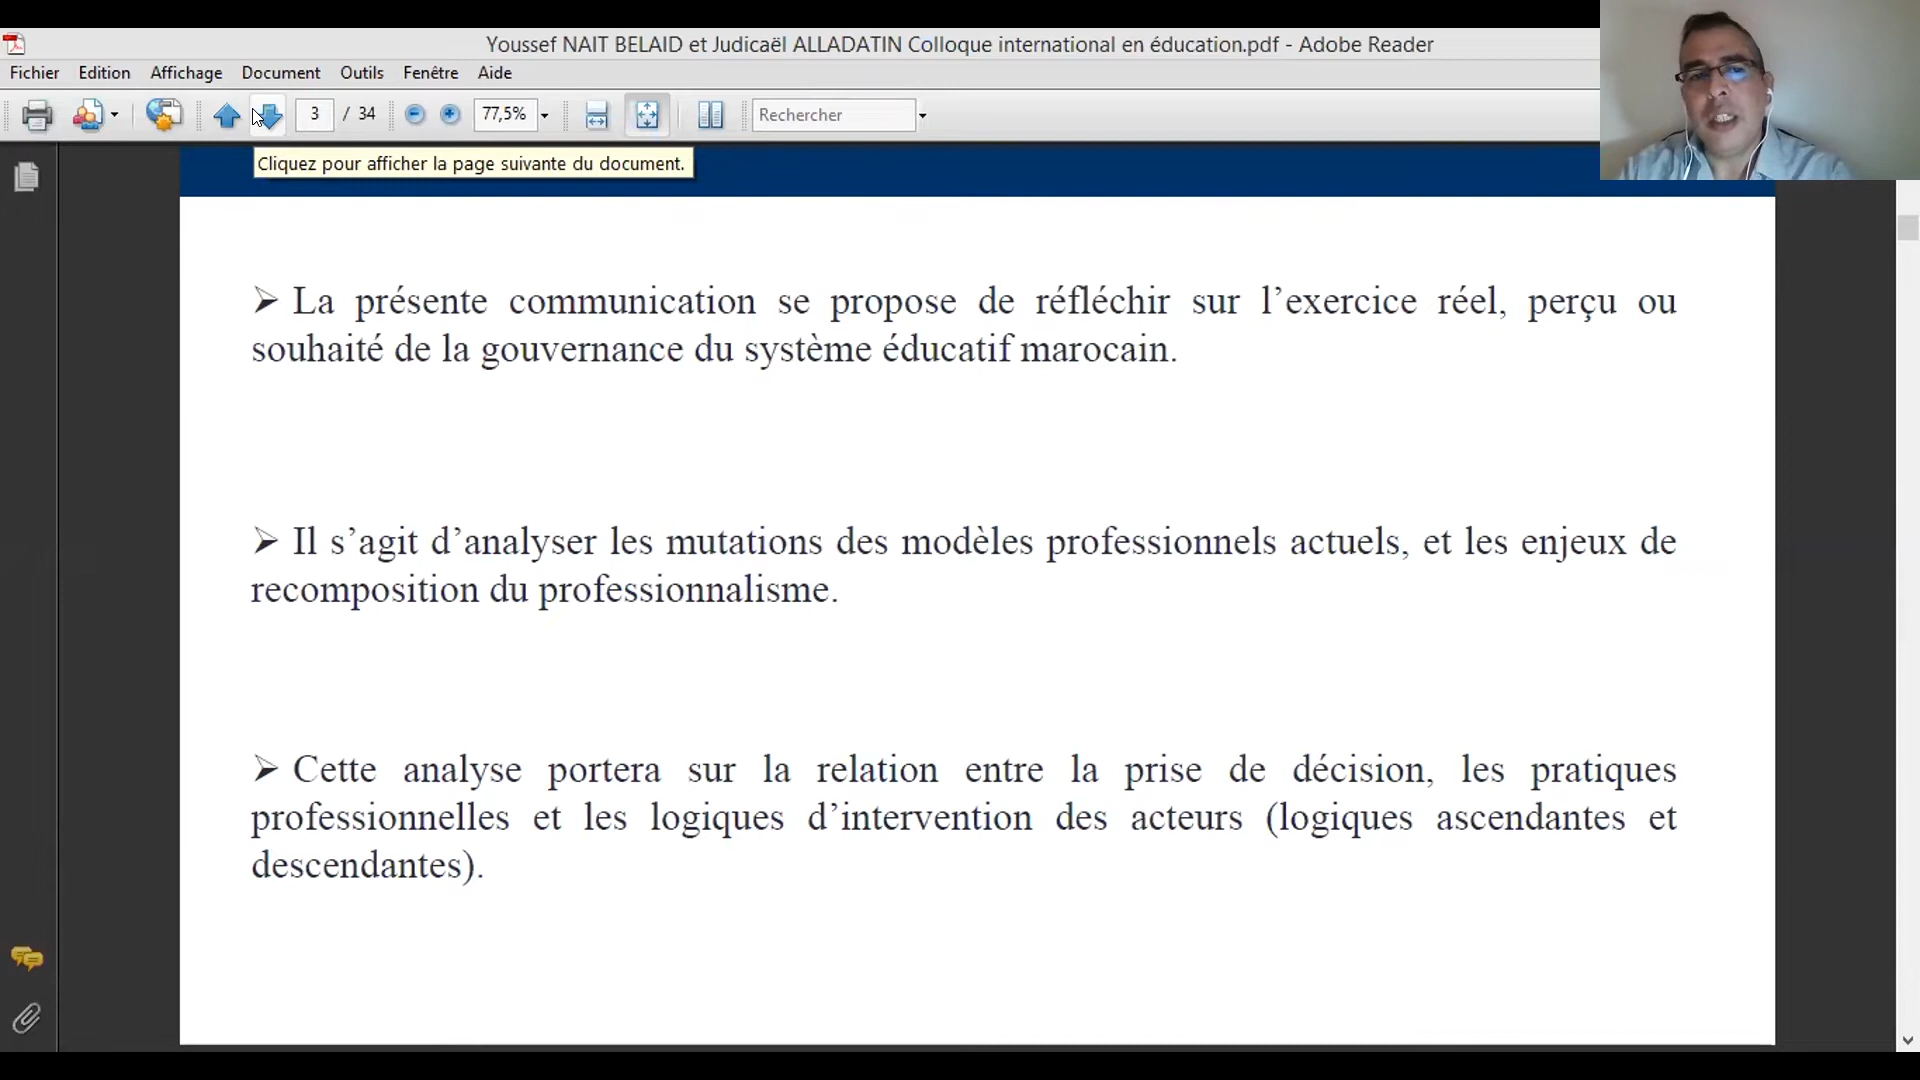 Youssef NAIT BELAID et Judicaël ALLADATIN Colloque international en éducation.pdf - Adobe Reader
Fichier Edition Affichage Document Outils Fenêtre Aide
3 / 34 77,5% Rechercher
Cliquez pour afficher la page suivante du document.
➢ La présente communication se propose de réfléchir sur l’exercice réel, perçu ou
souhaité de la gouvernance du système éducatif marocain.
➢ Il s’agit d’analyser les mutations des modèles professionnels actuels, et les enjeux de
recomposition du professionnalisme.
➢ Cette analyse portera sur la relation entre la prise de décision, les pratiques
professionnelles et les logiques d’intervention des acteurs (logiques ascendantes et
descendantes).